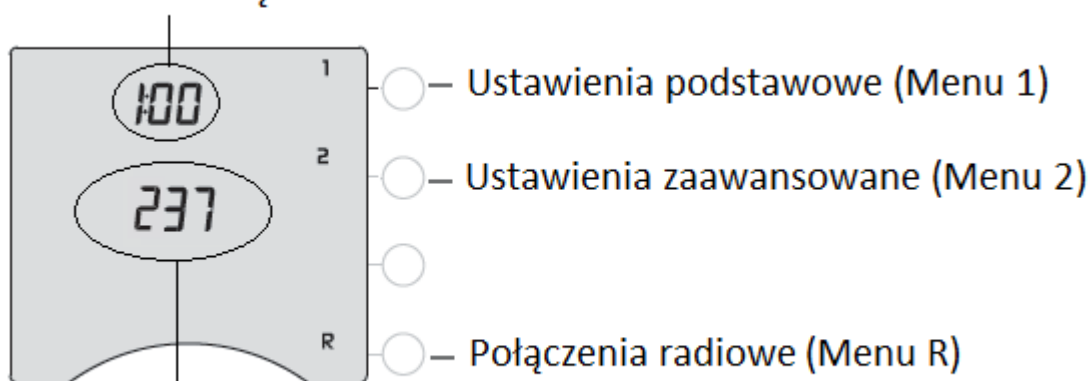 1
1:00
Ustawienia podstawowe (Menu 1)
2
Ustawienia zaawansowane (Menu 2)
237
R
Połączenia radiowe (Menu R)